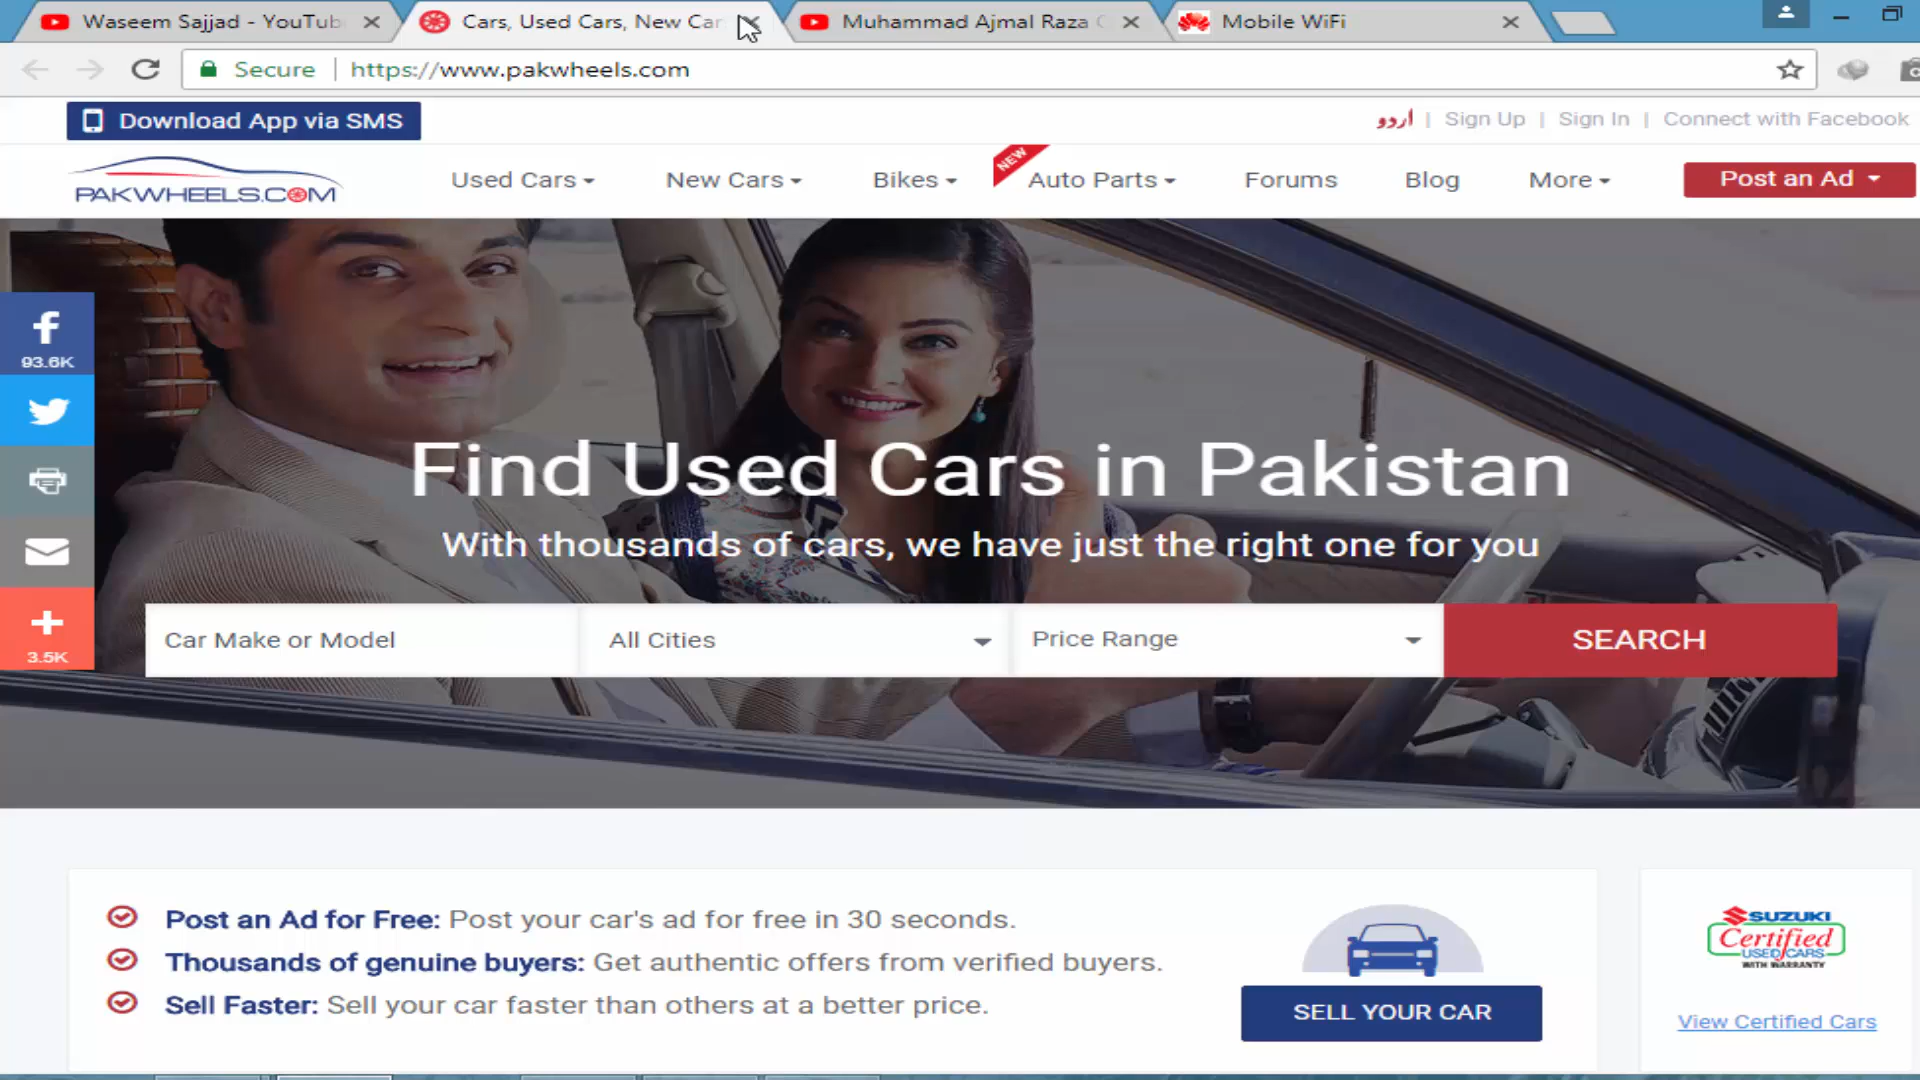 Waseem Sajjad - YouTub
Cars, Used Cars, New Car
Muhammad Ajmal Raza
Mobile WiFi
Secure
https://www.pakwheels.com
Download App via SMS
اردو | Sign Up | Sign In | Connect with Facebook
PAKWHEELS.COM
Used Cars
New Cars
Bikes
NEW
Auto Parts
Forums
Blog
More
Post an Ad
93.6K
3.5K
Find Used Cars in Pakistan
With thousands of cars, we have just the right one for you
Car Make or Model
All Cities
Price Range
SEARCH
Post an Ad for Free: Post your car's ad for free in 30 seconds.
Thousands of genuine buyers: Get authentic offers from verified buyers.
Sell Faster: Sell your car faster than others at a better price.
SELL YOUR CAR
SUZUKI
Certified
USED CARS
WITH WARRANTY
View Certified Cars